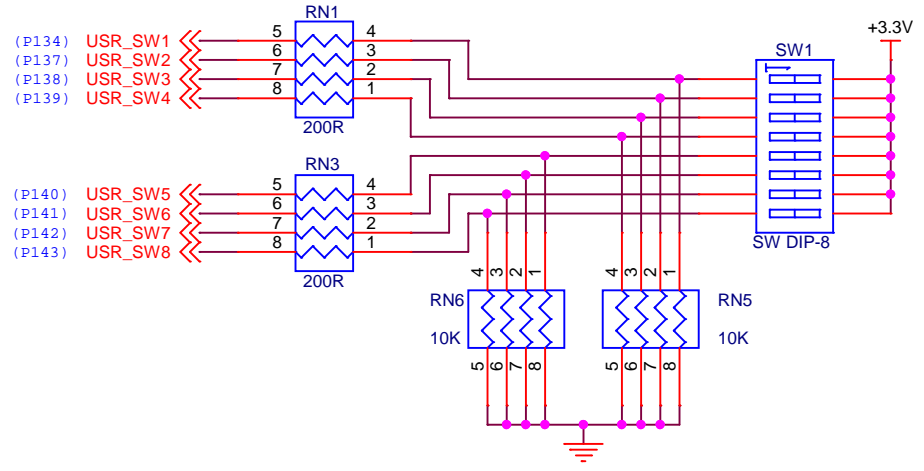 RN1
+3.3V
(P134) USR_SW1 5 4
(P137) USR_SW2 6 3
(P138) USR_SW3 7 2
(P139) USR_SW4 8 1
200R
SW1
RN3
(P140) USR_SW5 5 4
(P141) USR_SW6 6 3
(P142) USR_SW7 7 2
(P143) USR_SW8 8 1
200R
SW DIP-8
4 3 2 1
4 3 2 1
RN6
RN5
10K
10K
5 6 7 8
5 6 7 8